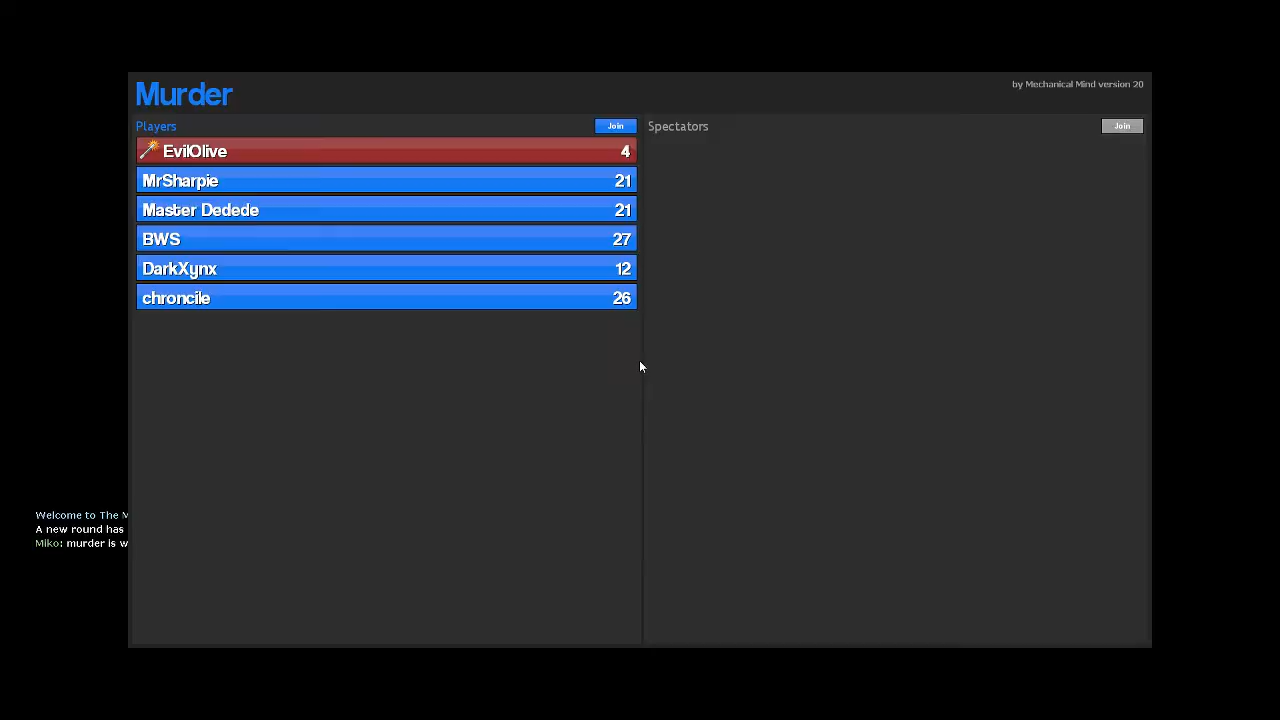 Murder
by Mechanical Mind version 20
Players
Join
Spectators
Join
EvilOlive 4
MrSharpie 21
Master Dedede 21
BWS 27
DarkXynx 12
chroncile 26
Welcome to The
A new round has
Miko: murder is